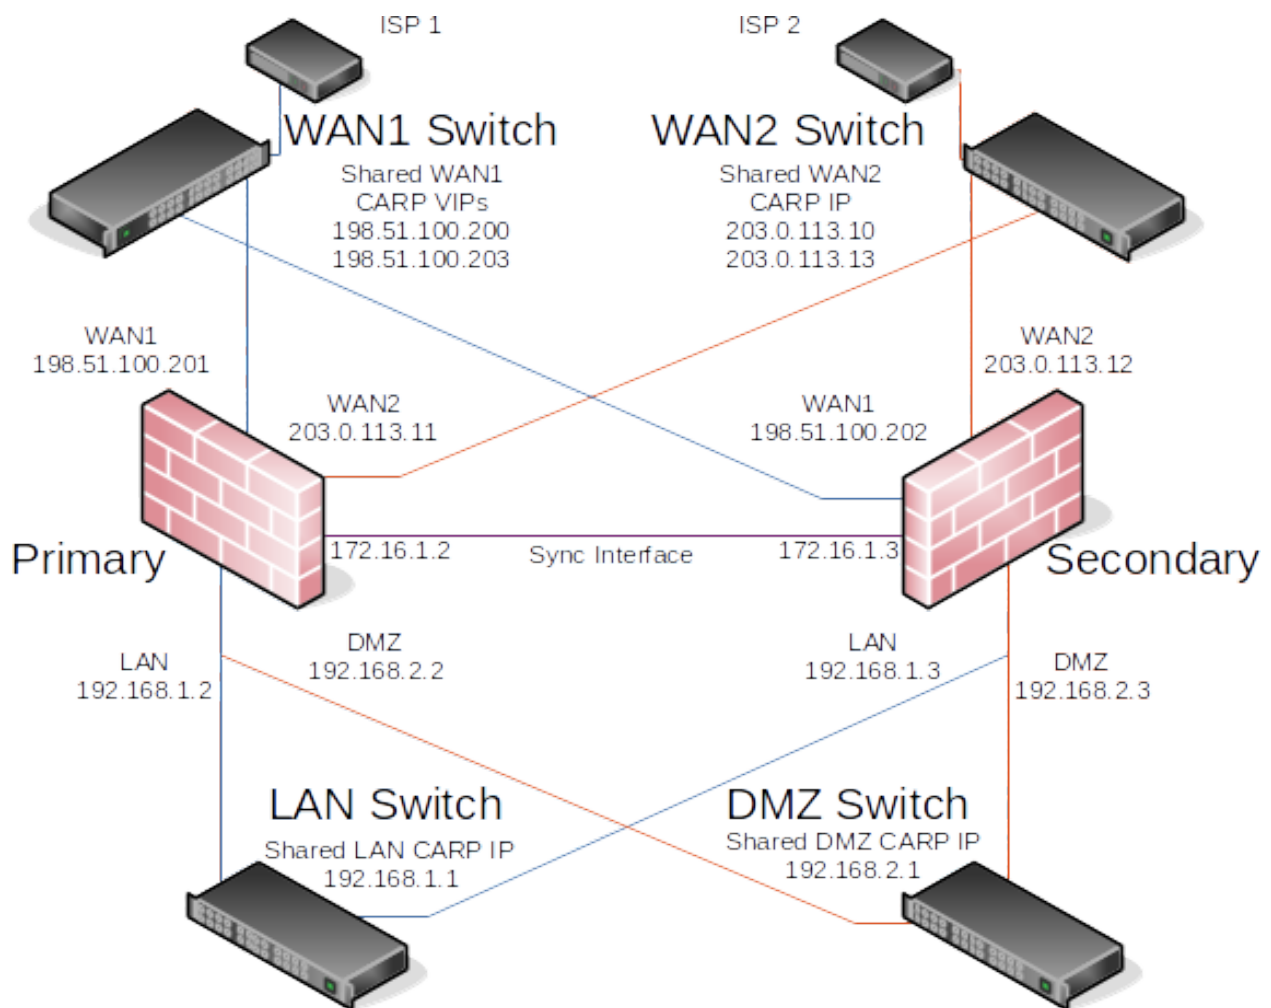 ISP 1
ISP 2
WAN1 Switch
Shared WAN1
CARP VIPs
198.51.100.200
198.51.100.203
WAN2 Switch
Shared WAN2
CARP IP
203.0.113.10
203.0.113.13
WAN1
198.51.100.201
WAN2
203.0.113.11
WAN1
198.51.100.202
WAN2
203.0.113.12
Primary
172.16.1.2
Sync Interface
172.16.1.3
Secondary
LAN
192.168.1.2
DMZ
192.168.2.2
LAN
192.168.1.3
DMZ
192.168.2.3
LAN Switch
Shared LAN CARP IP
192.168.1.1
DMZ Switch
Shared DMZ CARP IP
192.168.2.1